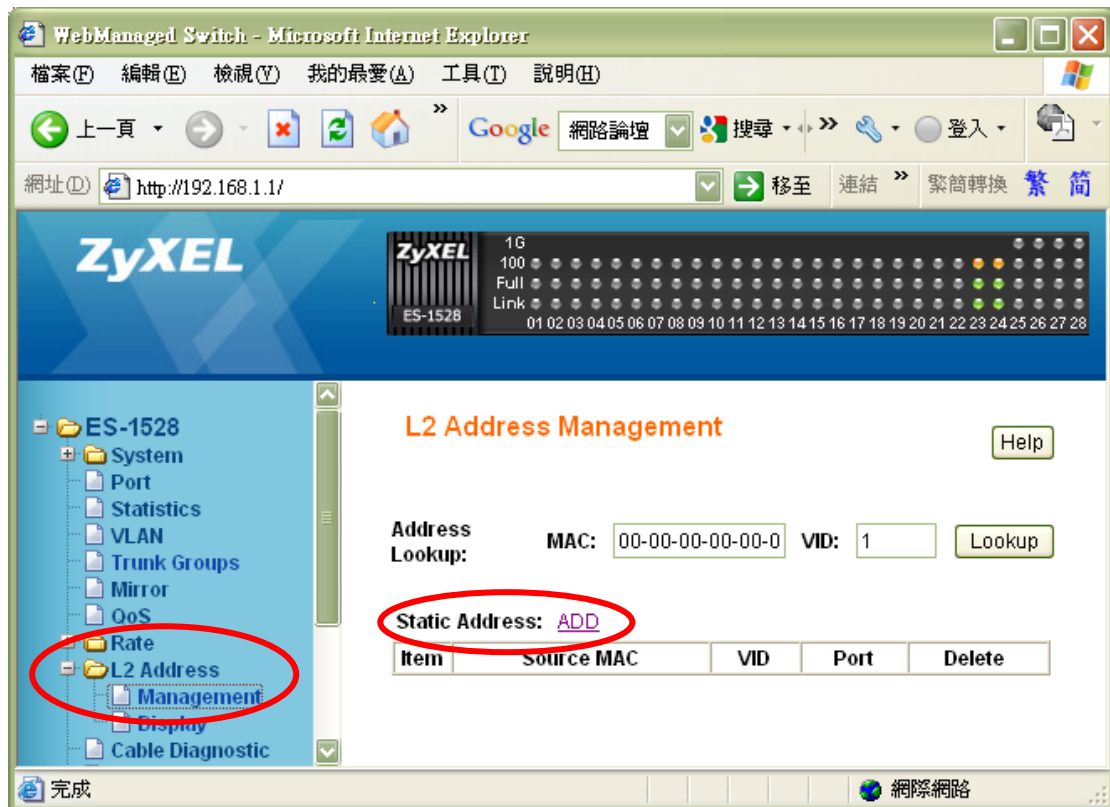 WebManaged Switch - Microsoft Internet Explorer
檔案(F) 編輯(E) 檢視(V) 我的最愛(A) 工具(T) 說明(H)
上一頁 » Google 網路論壇 搜尋 » 登入
網址(D) http://192.168.1.1/ 移至 連結 » 繁簡轉換 繁 简
ZyXEL
ZyXEL
ES-1528
1G
100
Full
Link
01 02 03 04 05 06 07 08 09 10 11 12 13 14 15 16 17 18 19 20 21 22 23 24 25 26 27 28
ES-1528
System
Port
Statistics
VLAN
Trunk Groups
Mirror
QoS
Rate
L2 Address
Management
Display
Cable Diagnostic
L2 Address Management
Help
Address Lookup: MAC: 00-00-00-00-00-0 VID: 1 Lookup
Static Address: ADD
Item Source MAC VID Port Delete
完成 網際網路